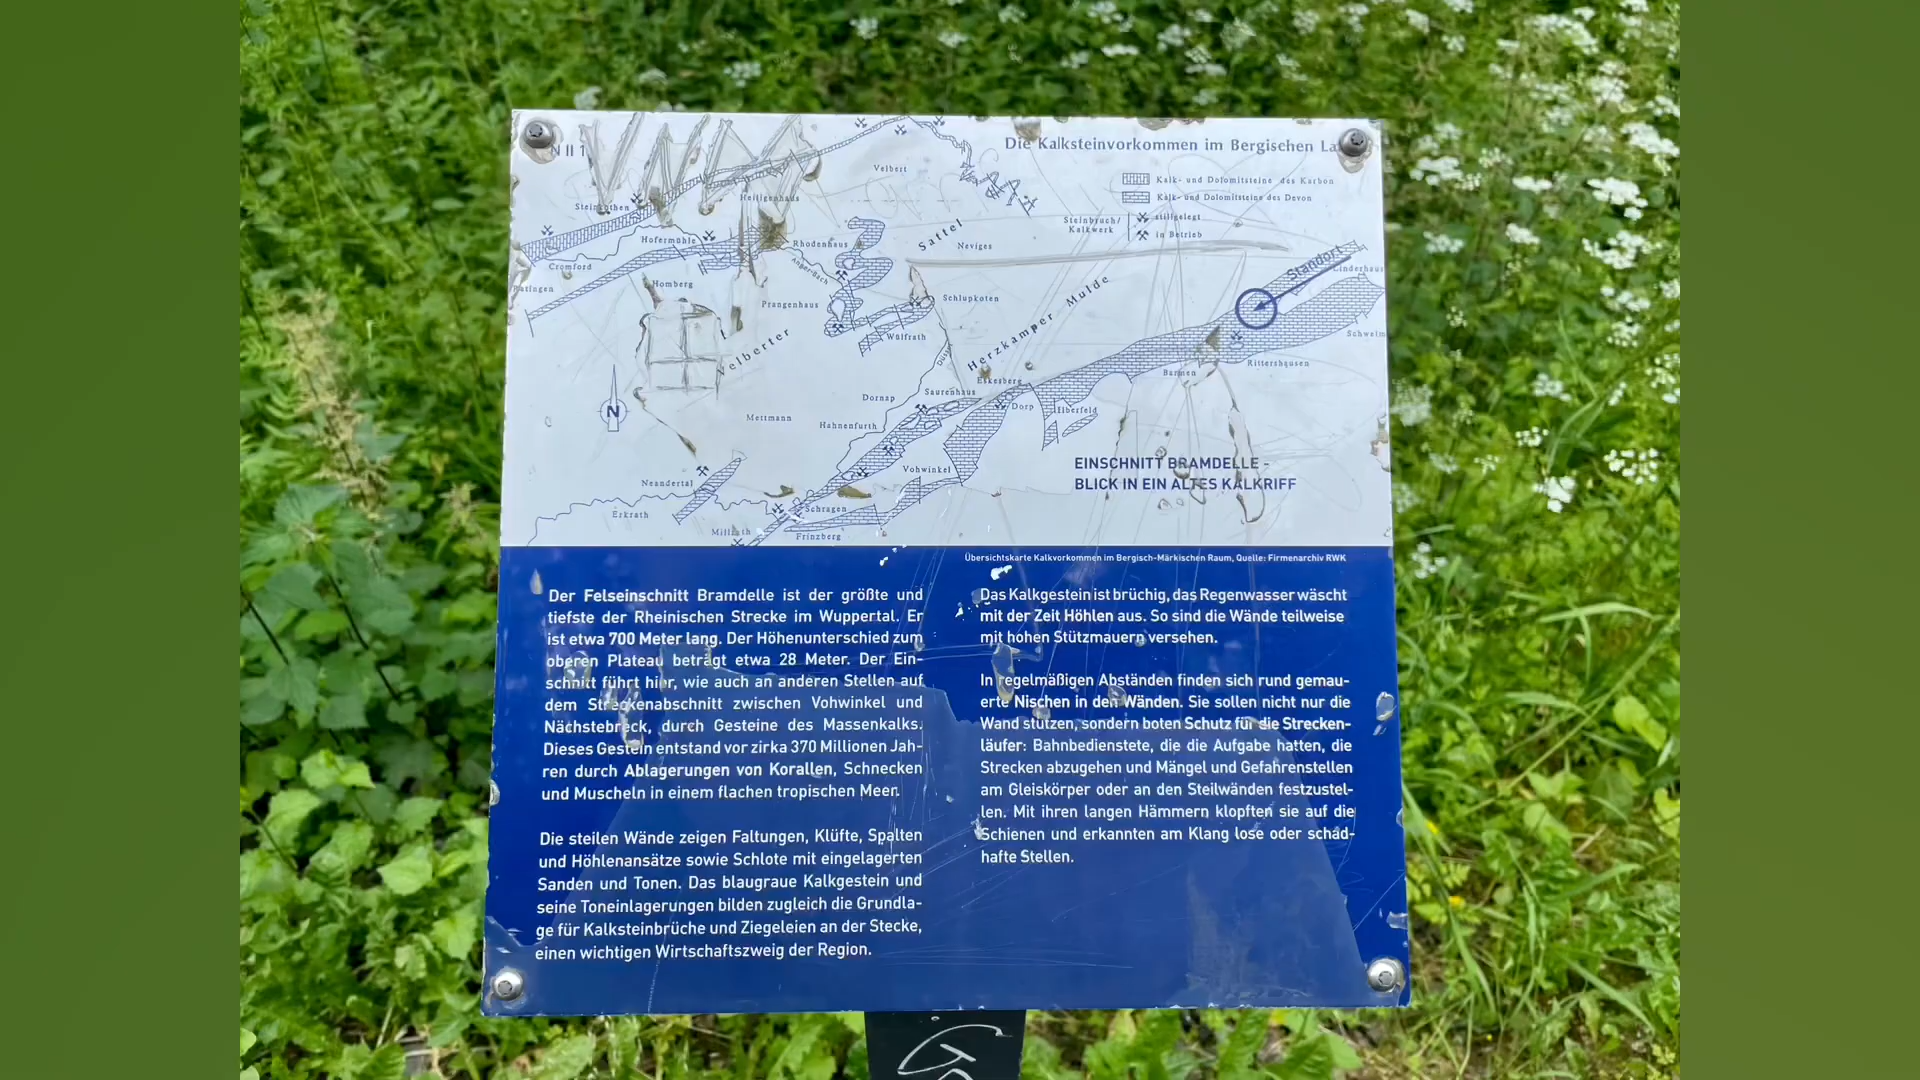 N II 1
Die Kalksteinvorkommen im Bergischen La
Velbert
Kalk- und Dolomitsteine des Karbon
Heiligenhaus
Kalk- und Dolomitsteine des Devon
Steinkothen
Steinbruch/
Kalkwerk
stillgelegt
in Betrieb
Sattel
Hofermühle
Rhodenhaus
Neviges
Angerbach
Standort
Cromford
Linderhaus
Ratingen
Homberg
Prangenhaus
Schlupkoten
Herzkamper Mulde
Velberter
Wülfrath
Schwelm
Düssel
Rittershausen
Barmen
Eskesberg
Saurenhaus
Dornap
Dorp
Elberfeld
N
Mettmann
Hahnenfurth
EINSCHNITT BRAMDELLE -
BLICK IN EIN ALTES KALKRIFF
Vohwinkel
Neandertal
Erkrath
Schragen
Millrath
Frinzberg
Übersichtskarte Kalkvorkommen im Bergisch-Märkischen Raum, Quelle: Firmenarchiv RWK
Der Felseinschnitt Bramdelle ist der größte und
tiefste der Rheinischen Strecke im Wuppertal. Er
ist etwa 700 Meter lang. Der Höhenunterschied zum
oberen Plateau beträgt etwa 28 Meter. Der Ein-
schnitt führt hier, wie auch an anderen Stellen auf
dem Streckenabschnitt zwischen Vohwinkel und
Nächstebreck, durch Gesteine des Massenkalks.
Dieses Gestein entstand vor zirka 370 Millionen Jah-
ren durch Ablagerungen von Korallen, Schnecken
und Muscheln in einem flachen tropischen Meer.
Die steilen Wände zeigen Faltungen, Klüfte, Spalten
und Höhlenansätze sowie Schlote mit eingelagerten
Sanden und Tonen. Das blaugraue Kalkgestein und
seine Toneinlagerungen bilden zugleich die Grundla-
ge für Kalksteinbrüche und Ziegeleien an der Stecke,
einen wichtigen Wirtschaftszweig der Region.
Das Kalkgestein ist brüchig, das Regenwasser wäscht
mit der Zeit Höhlen aus. So sind die Wände teilweise
mit hohen Stützmauern versehen.
In regelmäßigen Abständen finden sich rund gemau-
erte Nischen in den Wänden. Sie sollen nicht nur die
Wand stützen, sondern boten Schutz für die Strecken-
läufer: Bahnbedienstete, die die Aufgabe hatten, die
Strecken abzugehen und Mängel und Gefahrenstellen
am Gleiskörper oder an den Steilwänden festzustel-
len. Mit ihren langen Hämmern klopften sie auf die
Schienen und erkannten am Klang lose oder schad-
hafte Stellen.